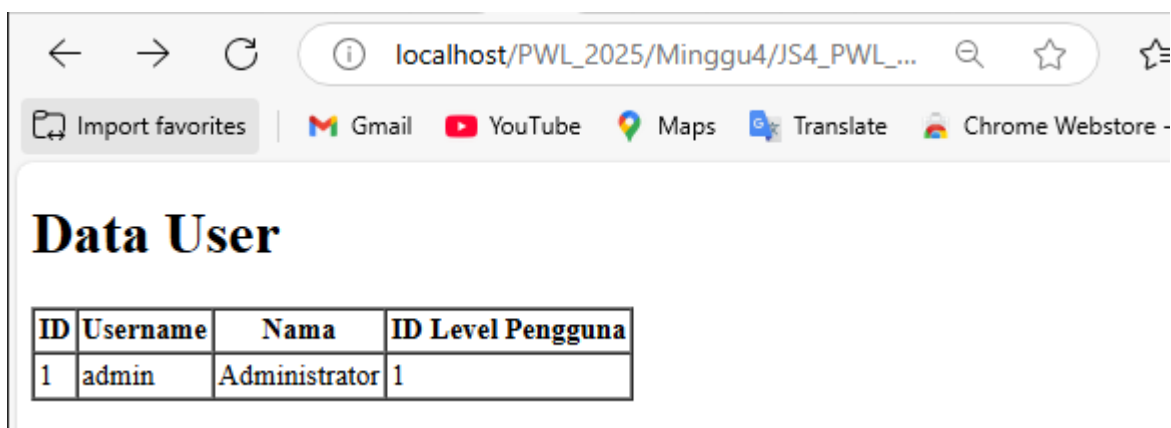 localhost/PWL_2025/Minggu4/JS4_PWL_...
Import favorites Gmail YouTube Maps Translate Chrome Webstore -
Data User
ID Username Nama ID Level Pengguna
1 admin Administrator 1